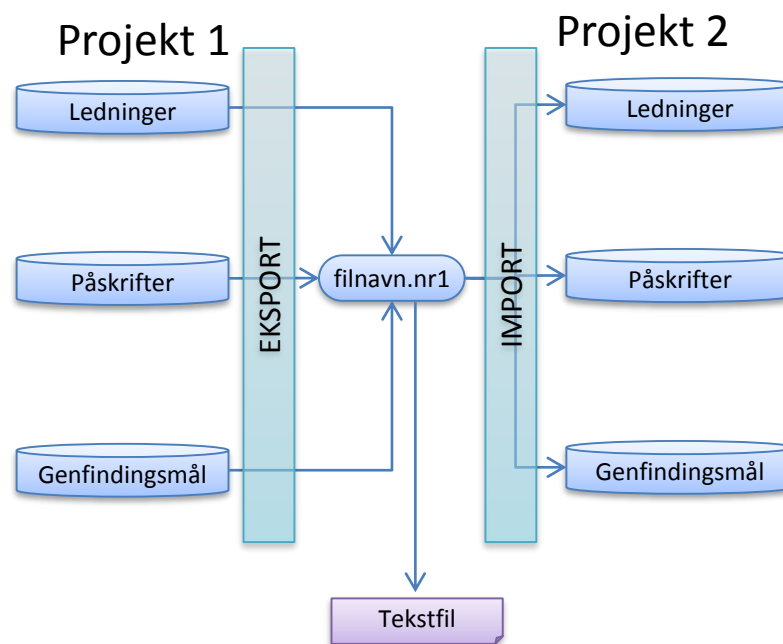 Projekt 1
Projekt 2
Ledninger
Ledninger
Påskrifter
EKSPORT
filnavn.nr1
IMPORT
Påskrifter
Genfindingsmål
Genfindingsmål
Tekstfil